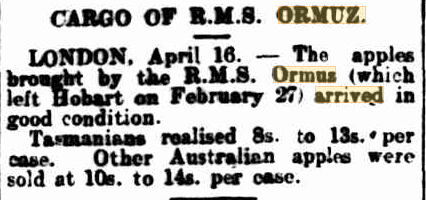 CARGO OF R.M.S. ORMUZ.
LONDON, April 16. — The apples
brought by the R.M.S. Ormus (which
left Hobart on February 27) arrived in
good condition.
Tasmanians realised 8s. to 13s. per
case. Other Australian apples were
sold at 10s. to 14s. per case.